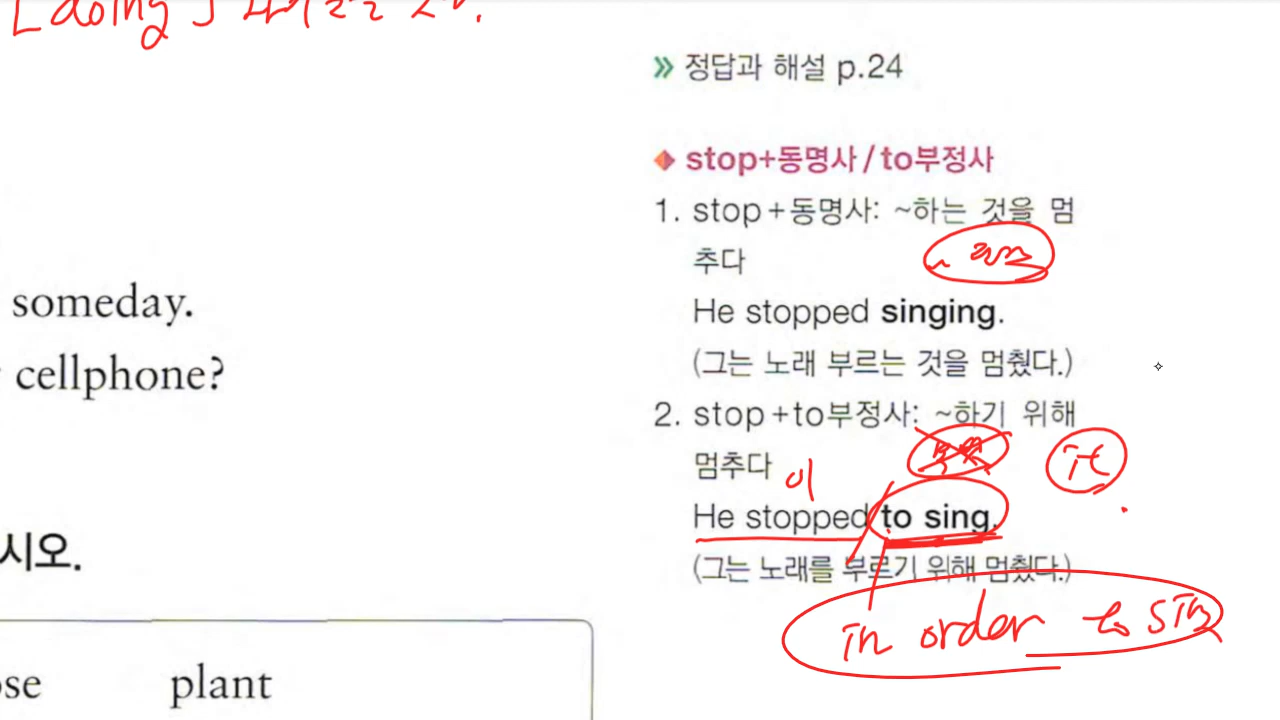 [doing]
» 정답과 해설 p.24
◆ stop+동명사/to부정사
1. stop+동명사: ~하는 것을 멈
추다
He stopped singing.
(그는 노래 부르는 것을 멈췄다.)
2. stop+to부정사: ~하기 위해
멈추다
it
He stopped to sing.
(그는 노래를 부르기 위해 멈췄다.)
in order to sing
someday.
cellphone?
시오.
ose plant